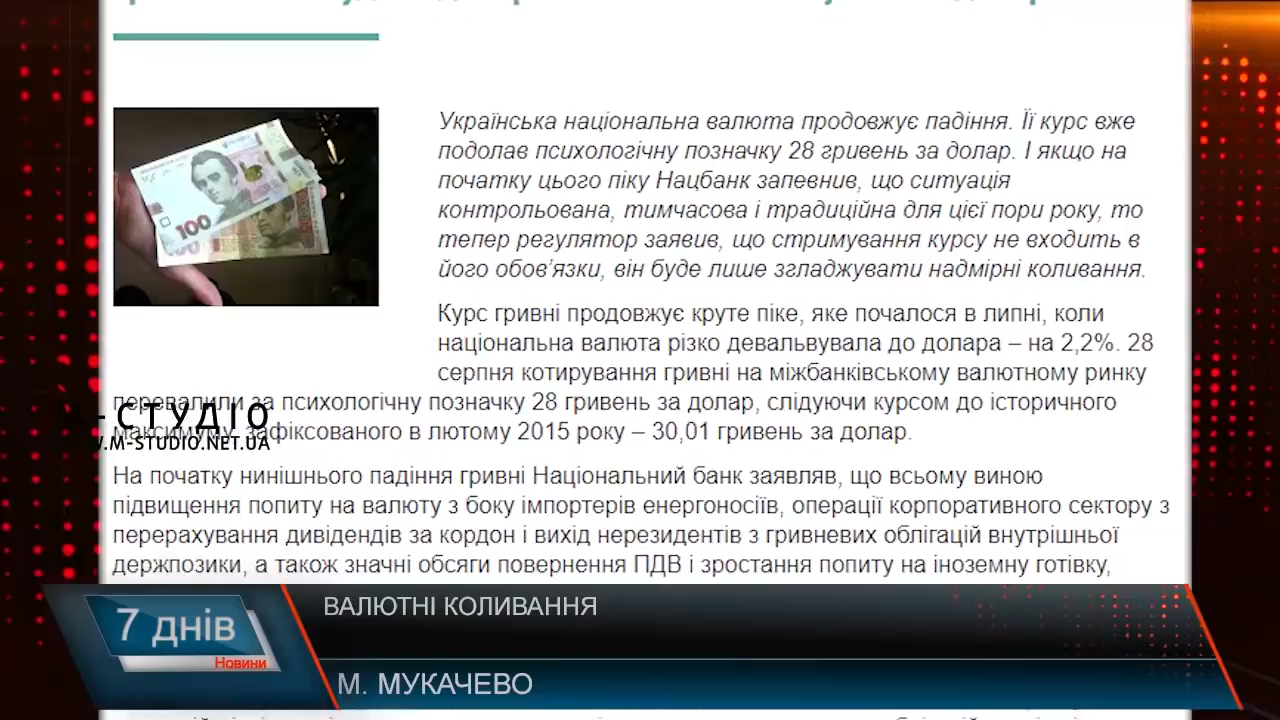 Українська національна валюта продовжує падіння. Її курс вже
подолав психологічну позначку 28 гривень за долар. І якщо на
початку цього піку Нацбанк запевнив, що ситуація
контрольована, тимчасова і традиційна для цієї пори року, то
тепер регулятор заявив, що стримування курсу не входить в
його обов’язки, він буде лише згладжувати надмірні коливання.
100
Курс гривні продовжує круте піке, яке почалося в липні, коли
національна валюта різко девальвувала до долара – на 2,2%. 28
серпня котирування гривні на міжбанківському валютному ринку
перевалили за психологічну позначку 28 гривень за долар, слідуючи курсом до історичного
максимуму, зафіксованого в лютому 2015 року – 30,01 гривень за долар.
-СТУДІО
.M-STUDIO.NET.UA
На початку нинішнього падіння гривні Національний банк заявляв, що всьому виною
підвищення попиту на валюту з боку імпортерів енергоносіїв, операції корпоративного сектору з
перерахування дивідендів за кордон і вихід нерезидентів з гривневих облігацій внутрішньої
держпозики, а також значні обсяги повернення ПДВ і зростання попиту на іноземну готівку,
7 днів
Новини
ВАЛЮТНІ КОЛИВАННЯ
М. МУКАЧЕВО